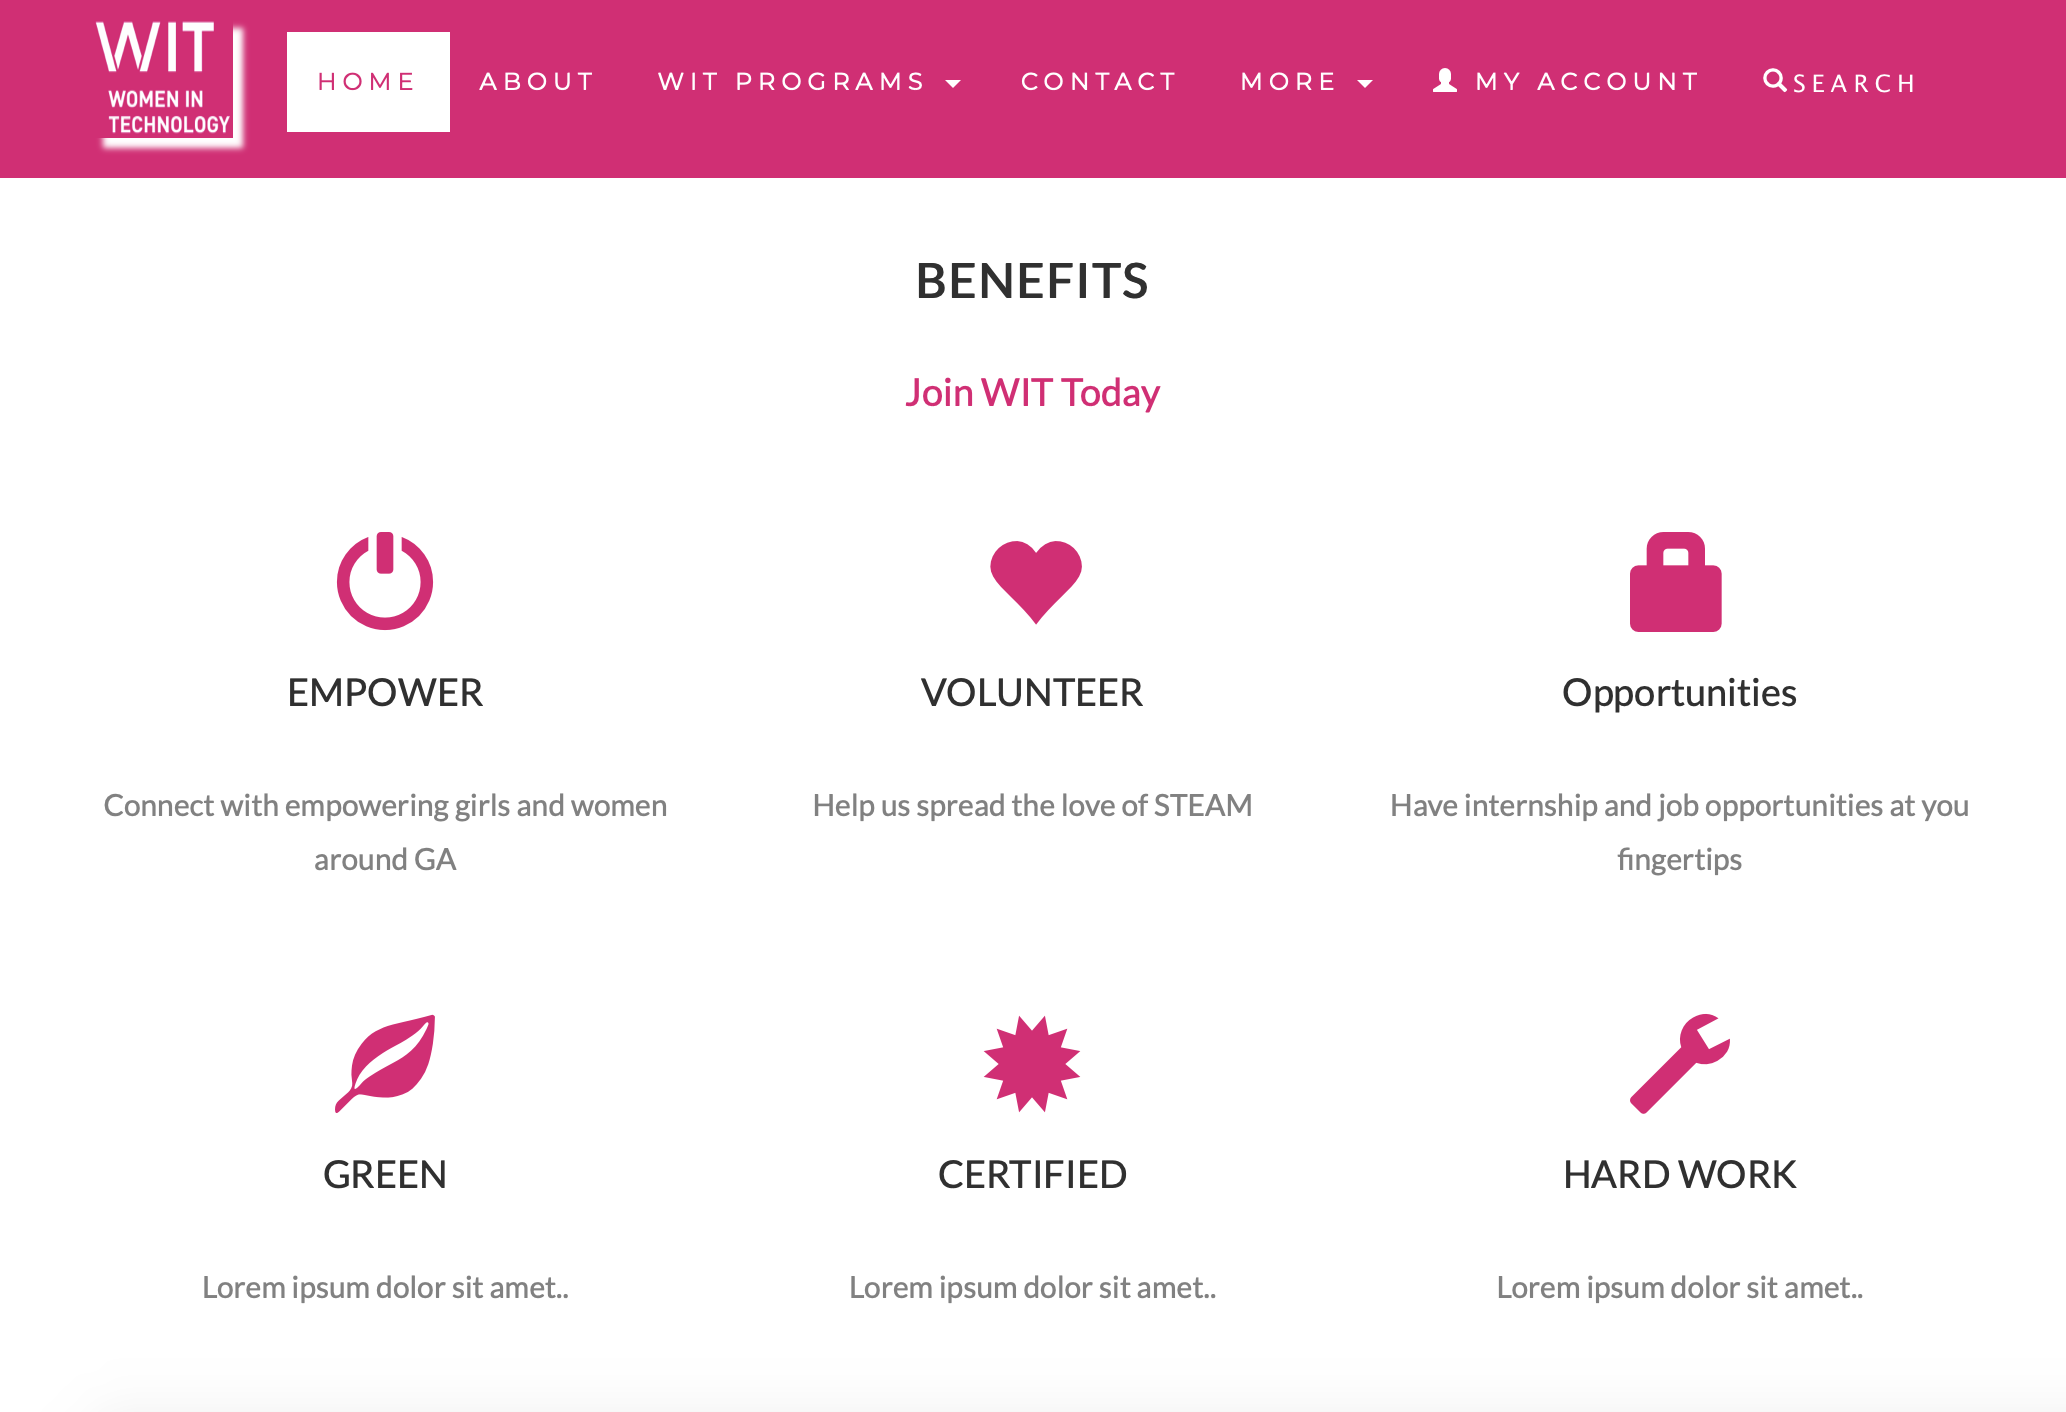 WIT
WOMEN IN
TECHNOLOGY
HOME ABOUT WIT PROGRAMS CONTACT MORE MY ACCOUNT SEARCH
BENEFITS
Join WIT Today
EMPOWER
Connect with empowering girls and women
around GA
VOLUNTEER
Help us spread the love of STEAM
Opportunities
Have internship and job opportunities at you
fingertips
GREEN
Lorem ipsum dolor sit amet..
CERTIFIED
Lorem ipsum dolor sit amet..
HARD WORK
Lorem ipsum dolor sit amet..